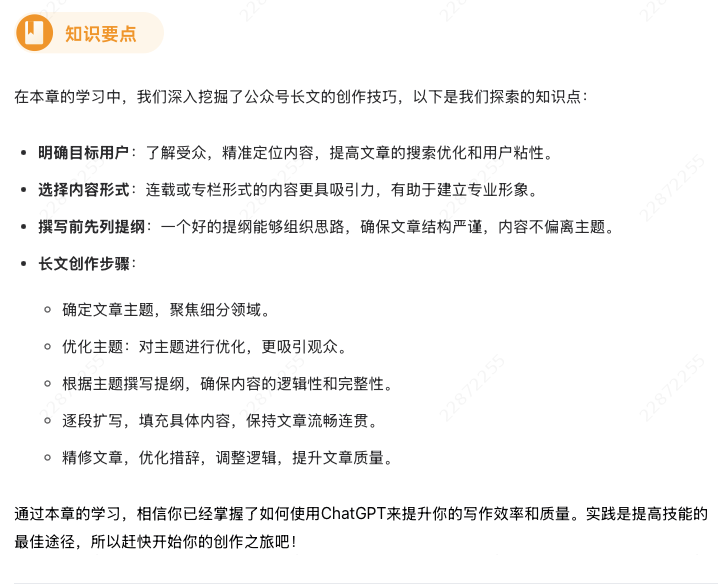 知识要点
在本章的学习中，我们深入挖掘了公众号长文的创作技巧，以下是我们探索的知识点：
明确目标用户：了解受众，精准定位内容，提高文章的搜索优化和用户粘性。
选择内容形式：连载或专栏形式的内容更具吸引力，有助于建立专业形象。
撰写前先列提纲：一个好的提纲能够组织思路，确保文章结构严谨，内容不偏离主题。
长文创作步骤：
确定文章主题，聚焦细分领域。
优化主题：对主题进行优化，更吸引观众。
根据主题撰写提纲，确保内容的逻辑性和完整性。
逐段扩写，填充具体内容，保持文章流畅连贯。
精修文章，优化措辞，调整逻辑，提升文章质量。
通过本章的学习，相信你已经掌握了如何使用ChatGPT来提升你的写作效率和质量。实践是提高技能的
最佳途径，所以赶快开始你的创作之旅吧！
22872255